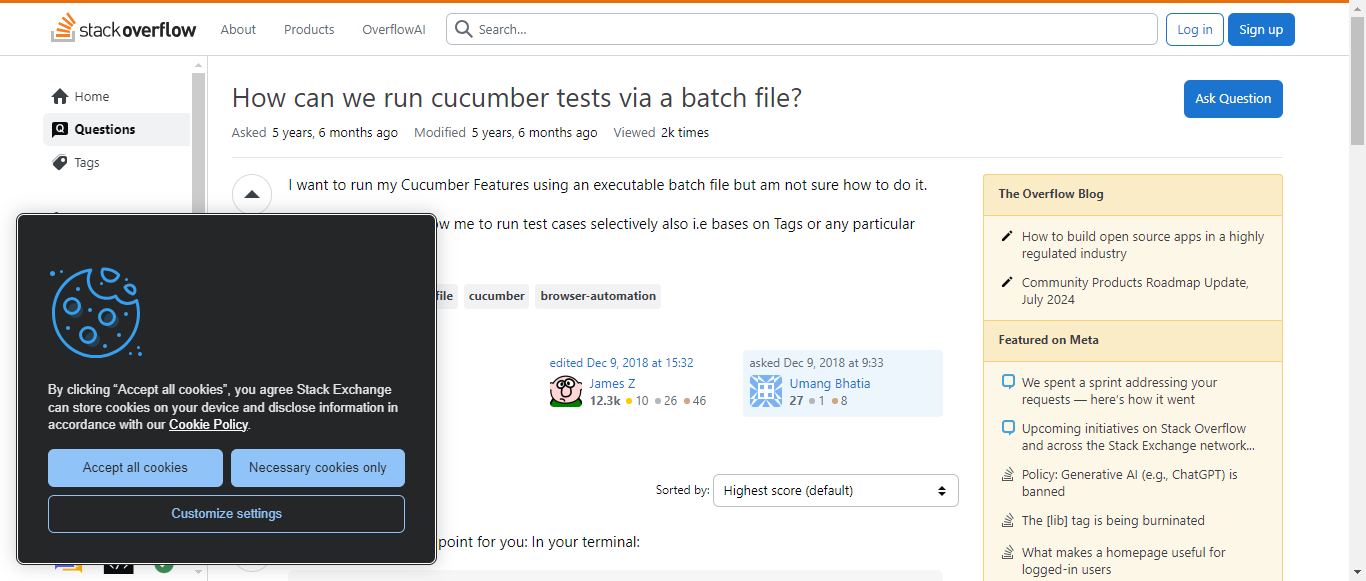 stackoverflow
About
Products
OverflowAI
Search...
Log in
Sign up
Home
Questions
Tags
How can we run cucumber tests via a batch file?
Ask Question
Asked 5 years, 6 months ago Modified 5 years, 6 months ago Viewed 2k times
I want to run my Cucumber Features using an executable batch file but am not sure how to do it.
me to run test cases selectively also i.e bases on Tags or any particular
file cucumber browser-automation
edited Dec 9, 2018 at 15:32
James Z
12.3k 10 26 46
asked Dec 9, 2018 at 9:33
Umang Bhatia
27 1 8
Sorted by:
Highest score (default)
point for you: In your terminal:
By clicking “Accept all cookies”, you agree Stack Exchange
can store cookies on your device and disclose information in
accordance with our Cookie Policy.
Accept all cookies
Necessary cookies only
Customize settings
The Overflow Blog
How to build open source apps in a highly
regulated industry
Community Products Roadmap Update,
July 2024
Featured on Meta
We spent a sprint addressing your
requests — here’s how it went
Upcoming initiatives on Stack Overflow
and across the Stack Exchange network...
Policy: Generative AI (e.g., ChatGPT) is
banned
The [lib] tag is being burninated
What makes a homepage useful for
logged-in users